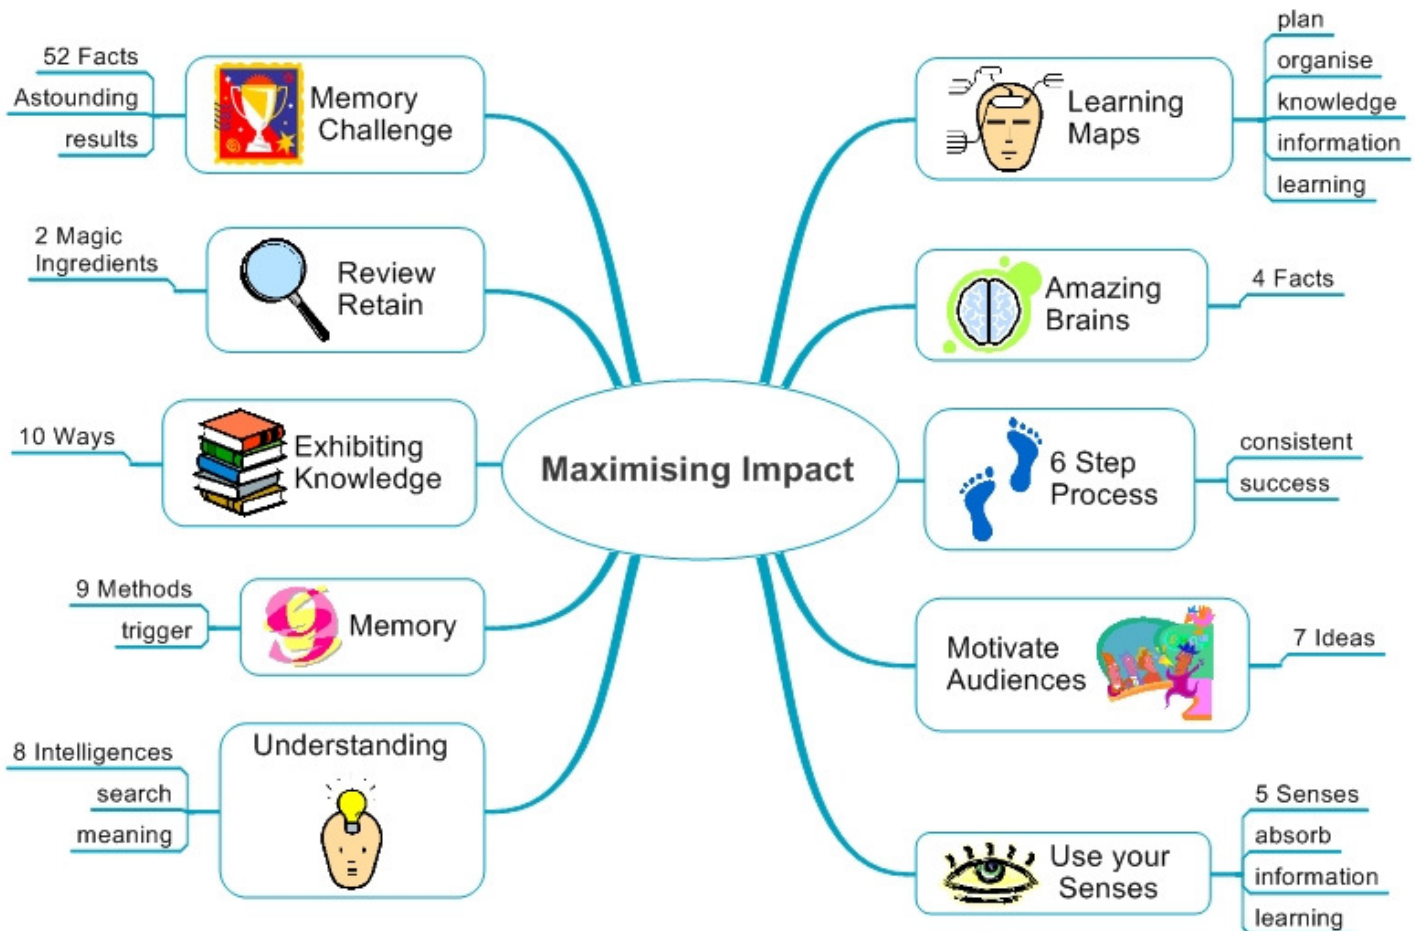 Maximising Impact
Learning
Maps
plan
organise
knowledge
information
learning
Amazing
Brains
4 Facts
6 Step
Process
consistent
success
Motivate
Audiences
7 Ideas
Use your
Senses
5 Senses
absorb
information
learning
Understanding
8 Intelligences
search
meaning
Memory
9 Methods
trigger
Exhibiting
Knowledge
10 Ways
Review
Retain
2 Magic
Ingredients
Memory
Challenge
52 Facts
Astounding
results